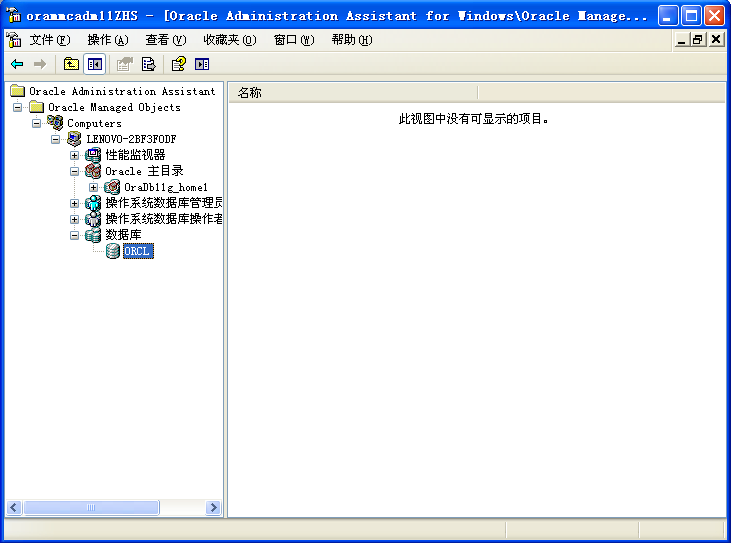 orammcadm11ZHS - [Oracle Administration Assistant for Windows\Oracle Manage...
文件(F) 操作(A) 查看(V) 收藏夹(O) 窗口(W) 帮助(H)
Oracle Administration Assistant
Oracle Managed Objects
Computers
LENOVO-2BF3F0DF
性能监视器
Oracle 主目录
OraDb11g_home1
操作系统数据库管理员
操作系统数据库操作者
数据库
ORCL
名称
此视图中没有可显示的项目。